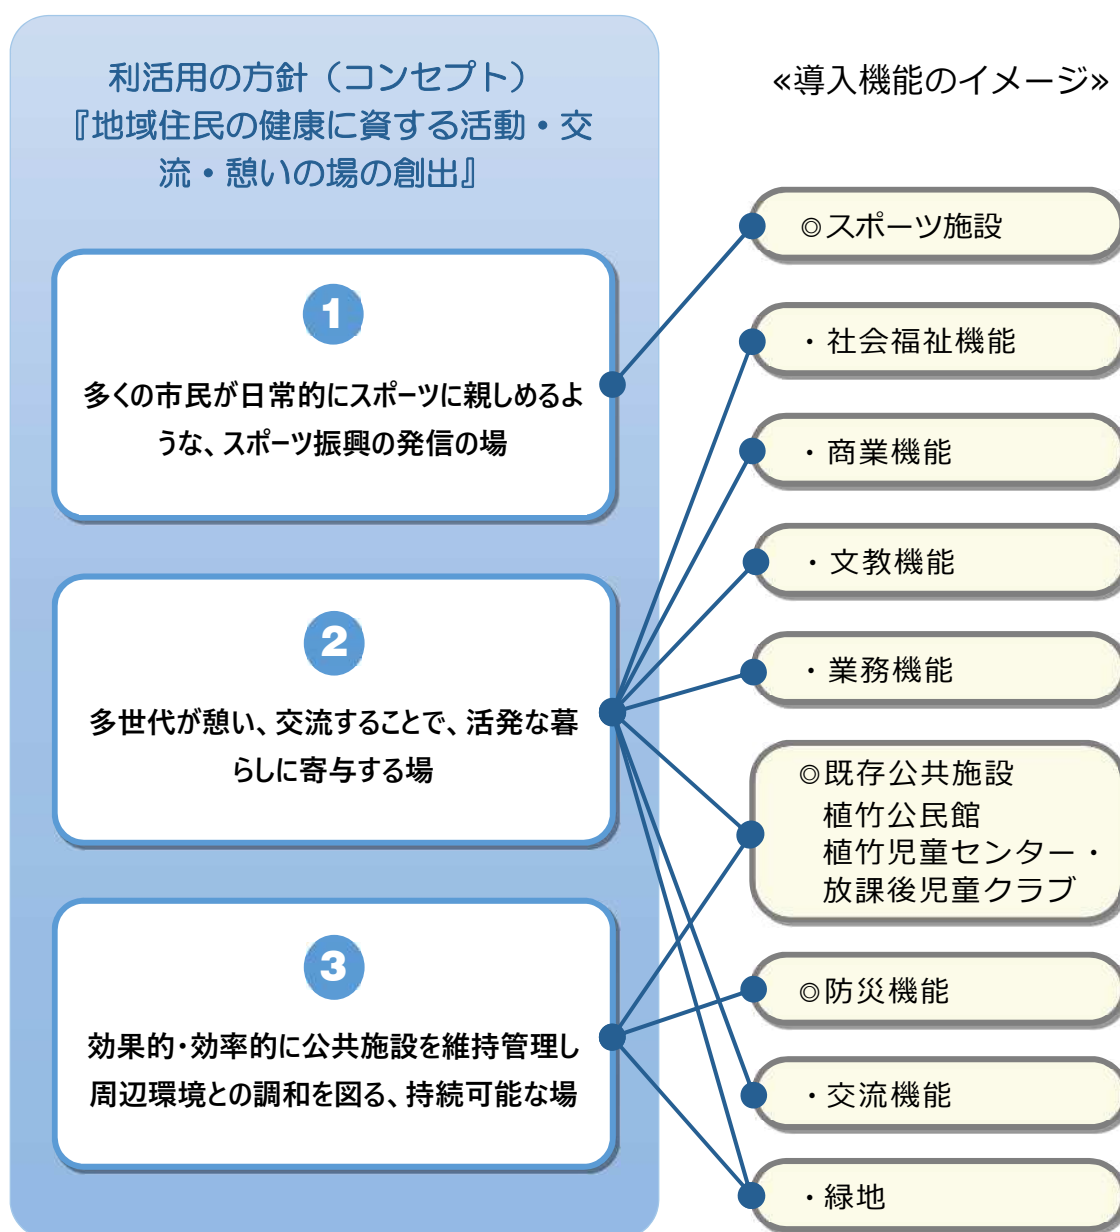 利活用の方針（コンセプト）
『地域住民の健康に資する活動・交
流・憩いの場の創出』
1
多くの市民が日常的にスポーツに親しめるよ
うな、スポーツ振興の発信の場
2
多世代が憩い、交流することで、活発な暮
らしに寄与する場
3
効果的・効率的に公共施設を維持管理し
周辺環境との調和を図る、持続可能な場
«導入機能のイメージ»
◎スポーツ施設
・社会福祉機能
・商業機能
・文教機能
・業務機能
◎既存公共施設
植竹公民館
植竹児童センター・
放課後児童クラブ
◎防災機能
・交流機能
・緑地